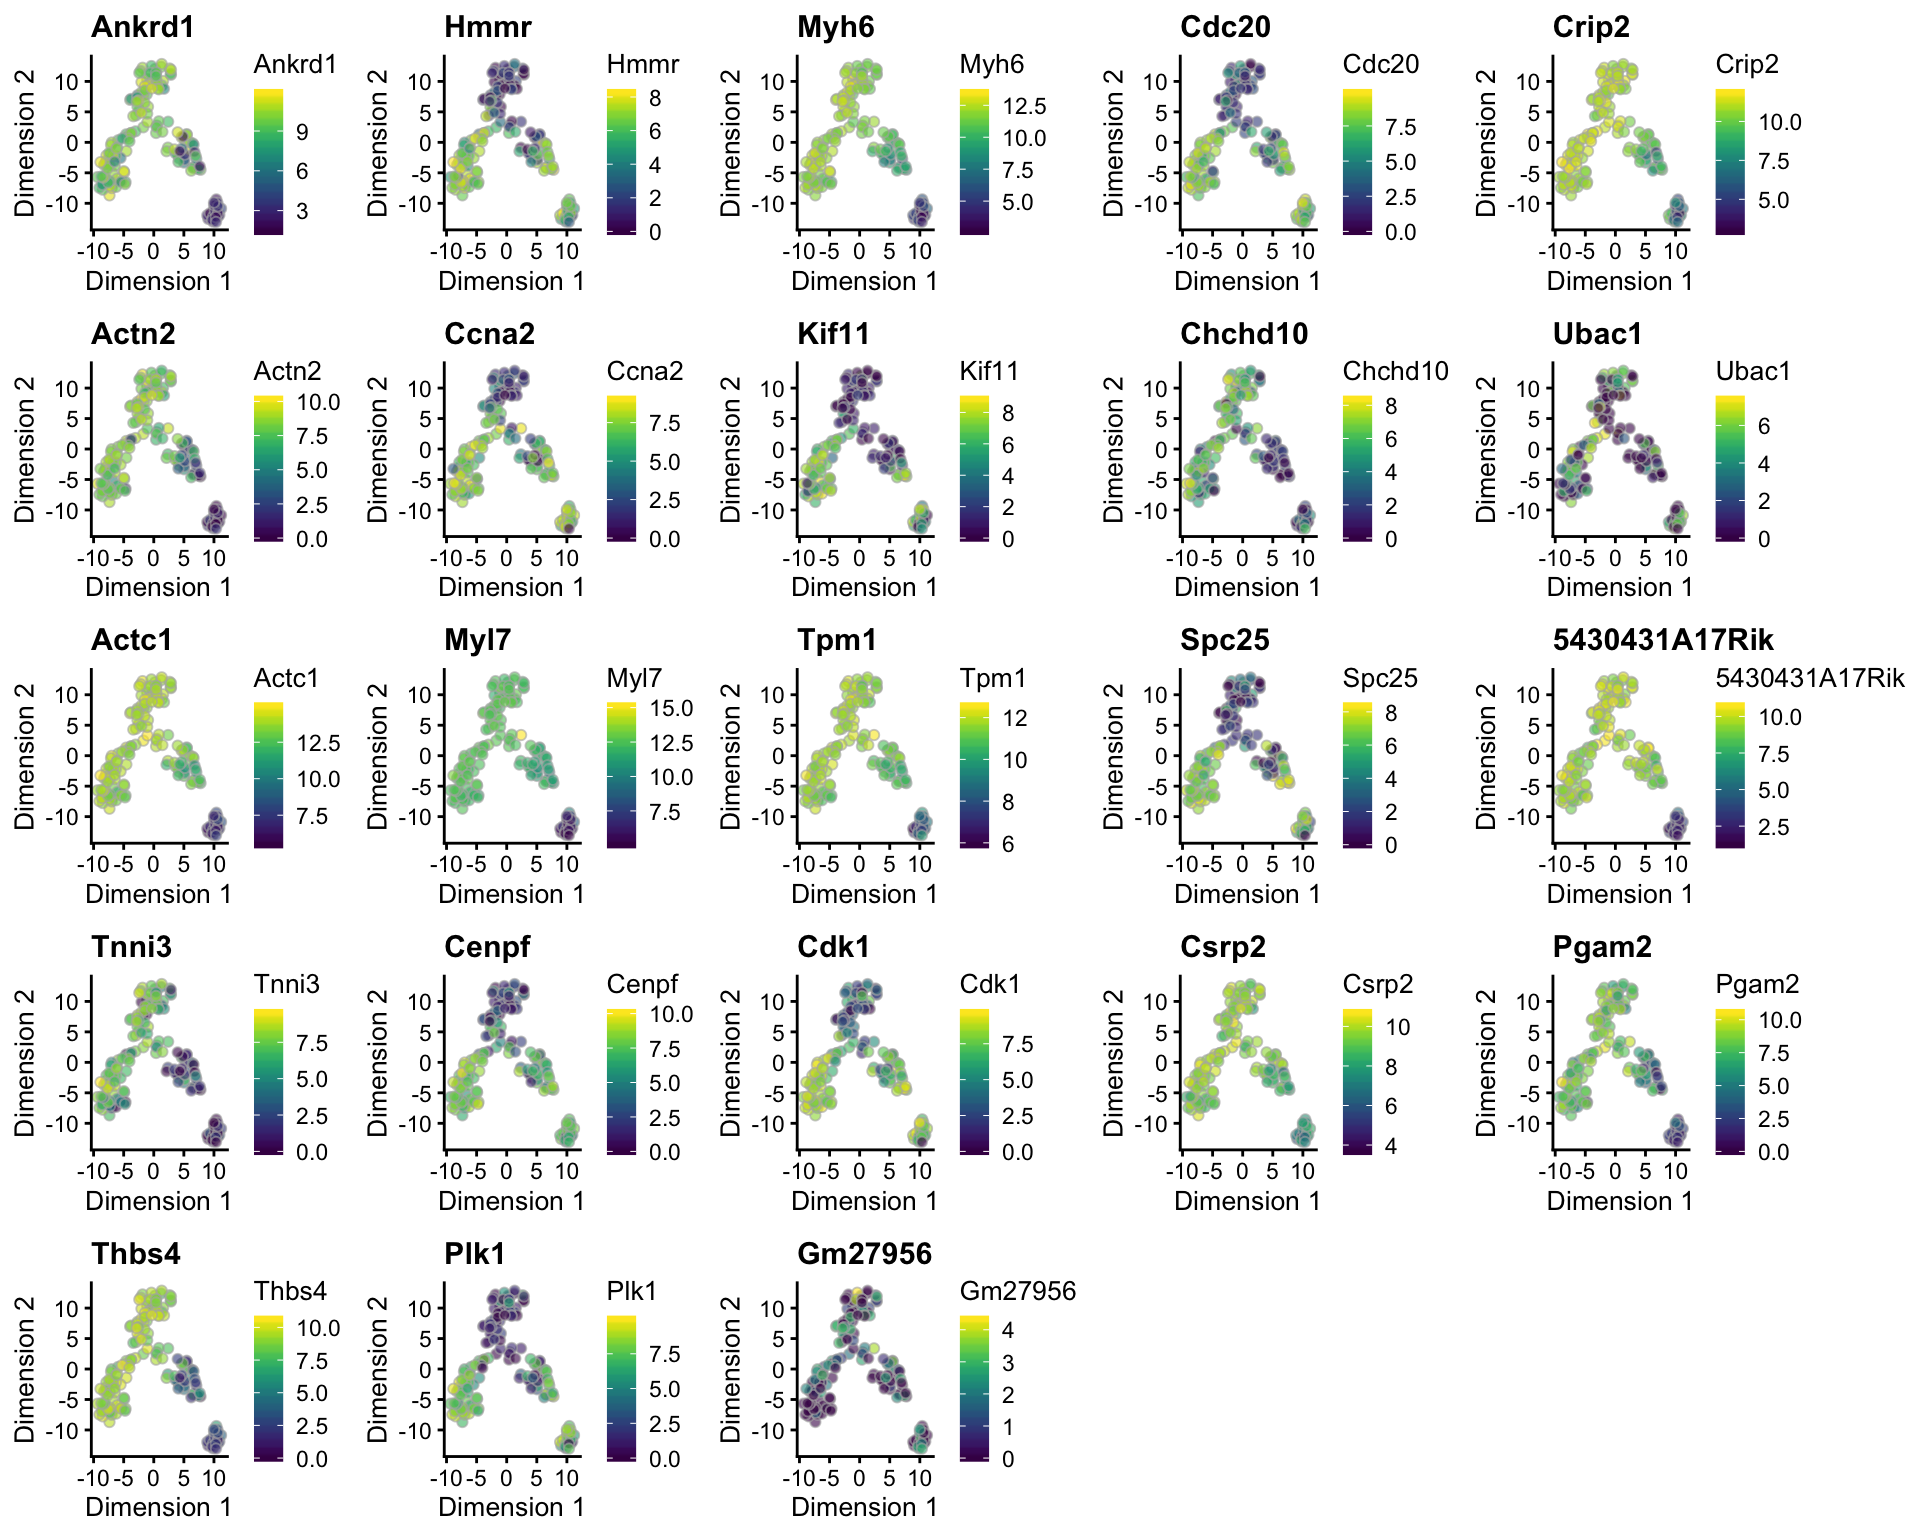 Ankrd1
Dimension 2
10
5
0
-5
-10
-10 -5 0 5 10
Dimension 1
Ankrd1
9
6
3
Hmmr
Dimension 2
10
5
0
-5
-10
-10 -5 0 5 10
Dimension 1
Hmmr
8
6
4
2
0
Myh6
Dimension 2
10
5
0
-5
-10
-10 -5 0 5 10
Dimension 1
Myh6
12.5
10.0
7.5
5.0
Cdc20
Dimension 2
10
5
0
-5
-10
-10 -5 0 5 10
Dimension 1
Cdc20
7.5
5.0
2.5
0.0
Crip2
Dimension 2
10
5
0
-5
-10
-10 -5 0 5 10
Dimension 1
Crip2
10.0
7.5
5.0
Actn2
Dimension 2
10
5
0
-5
-10
-10 -5 0 5 10
Dimension 1
Actn2
10.0
7.5
5.0
2.5
0.0
Ccna2
Dimension 2
10
5
0
-5
-10
-10 -5 0 5 10
Dimension 1
Ccna2
7.5
5.0
2.5
0.0
Kif11
Dimension 2
10
5
0
-5
-10
-10 -5 0 5 10
Dimension 1
Kif11
8
6
4
2
0
Chchd10
Dimension 2
10
5
0
-5
-10
-10 -5 0 5 10
Dimension 1
Chchd10
8
6
4
2
0
Ubac1
Dimension 2
10
5
0
-5
-10
-10 -5 0 5 10
Dimension 1
Ubac1
6
4
2
0
Actc1
Dimension 2
10
5
0
-5
-10
-10 -5 0 5 10
Dimension 1
Actc1
12.5
10.0
7.5
Myl7
Dimension 2
10
5
0
-5
-10
-10 -5 0 5 10
Dimension 1
Myl7
15.0
12.5
10.0
7.5
Tpm1
Dimension 2
10
5
0
-5
-10
-10 -5 0 5 10
Dimension 1
Tpm1
12
10
8
6
Spc25
Dimension 2
10
5
0
-5
-10
-10 -5 0 5 10
Dimension 1
Spc25
8
6
4
2
0
5430431A17Rik
Dimension 2
10
5
0
-5
-10
-10 -5 0 5 10
Dimension 1
5430431A17Rik
10.0
7.5
5.0
2.5
Tnni3
Dimension 2
10
5
0
-5
-10
-10 -5 0 5 10
Dimension 1
Tnni3
7.5
5.0
2.5
0.0
Cenpf
Dimension 2
10
5
0
-5
-10
-10 -5 0 5 10
Dimension 1
Cenpf
10.0
7.5
5.0
2.5
0.0
Cdk1
Dimension 2
10
5
0
-5
-10
-10 -5 0 5 10
Dimension 1
Cdk1
7.5
5.0
2.5
0.0
Csrp2
Dimension 2
10
5
0
-5
-10
-10 -5 0 5 10
Dimension 1
Csrp2
10
8
6
4
Pgam2
Dimension 2
10
5
0
-5
-10
-10 -5 0 5 10
Dimension 1
Pgam2
10.0
7.5
5.0
2.5
0.0
Thbs4
Dimension 2
10
5
0
-5
-10
-10 -5 0 5 10
Dimension 1
Thbs4
10.0
7.5
5.0
2.5
0.0
Plk1
Dimension 2
10
5
0
-5
-10
-10 -5 0 5 10
Dimension 1
Plk1
7.5
5.0
2.5
0.0
Gm27956
Dimension 2
10
5
0
-5
-10
-10 -5 0 5 10
Dimension 1
Gm27956
4
3
2
1
0